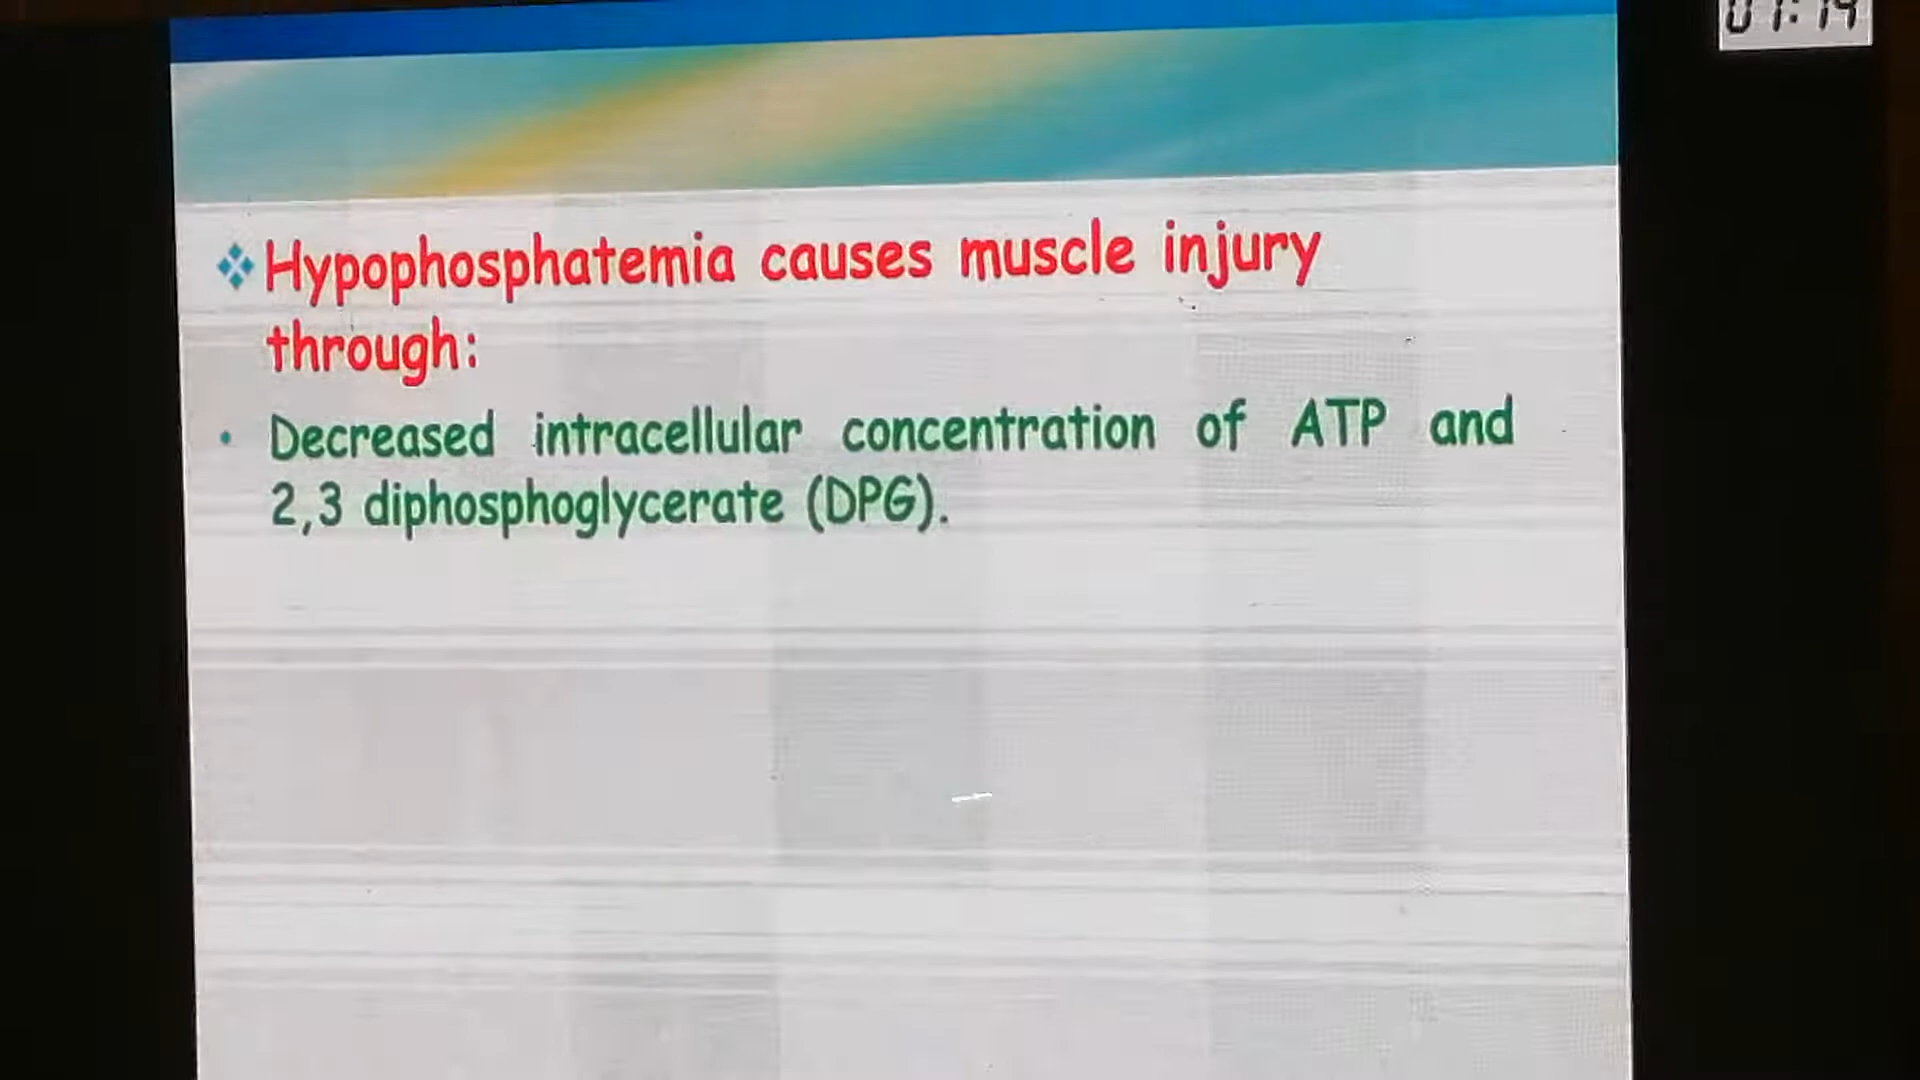 Hypophosphatemia causes muscle injury
through:
• Decreased intracellular concentration of ATP and
2,3 diphosphoglycerate (DPG).